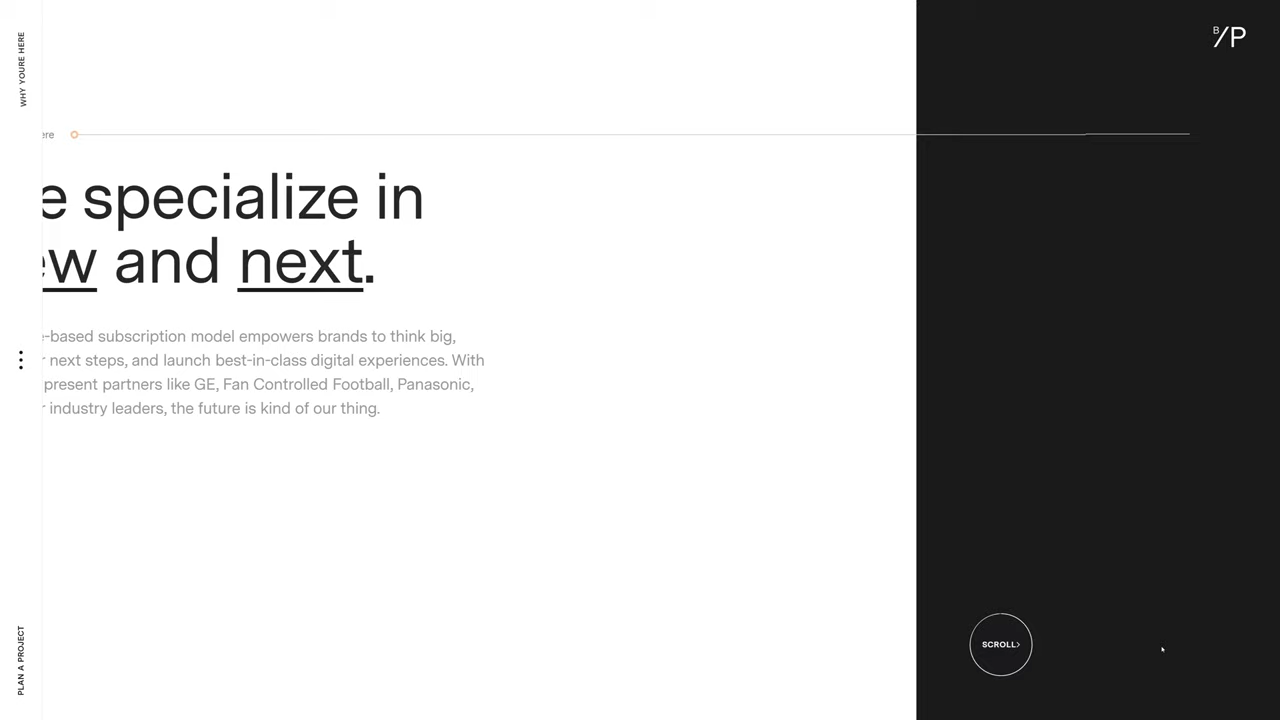 WHY YOURE HERE
B/P
ere
e specialize in
ew and next.
e-based subscription model empowers brands to think big,
r next steps, and launch best-in-class digital experiences. With
present partners like GE, Fan Controlled Football, Panasonic,
r industry leaders, the future is kind of our thing.
SCROLL>
PLAN A PROJECT